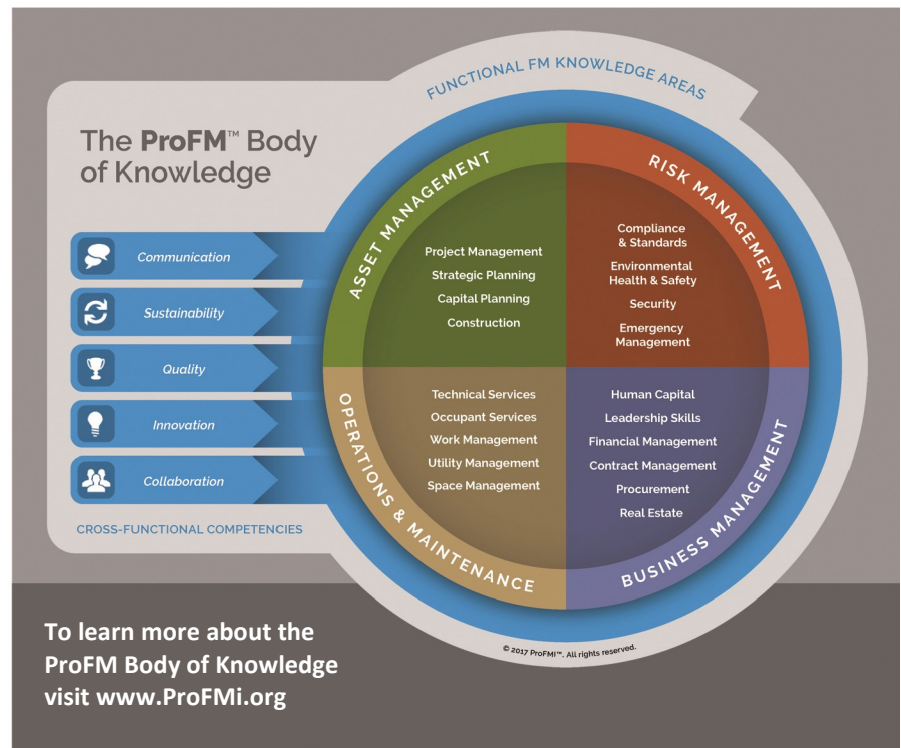 FUNCTIONAL FM KNOWLEDGE AREAS
The ProFM™ Body
of Knowledge
Communication
Sustainability
Quality
Innovation
Collaboration
CROSS-FUNCTIONAL COMPETENCIES
ASSET MANAGEMENT
Project Management
Strategic Planning
Capital Planning
Construction
RISK MANAGEMENT
Compliance
& Standards
Environmental
Health & Safety
Security
Emergency
Management
OPERATIONS & MAINTENANCE
Technical Services
Occupant Services
Work Management
Utility Management
Space Management
BUSINESS MANAGEMENT
Human Capital
Leadership Skills
Financial Management
Contract Management
Procurement
Real Estate
© 2017 ProFMI™. All rights reserved.
To learn more about the
ProFM Body of Knowledge
visit www.ProFMi.org